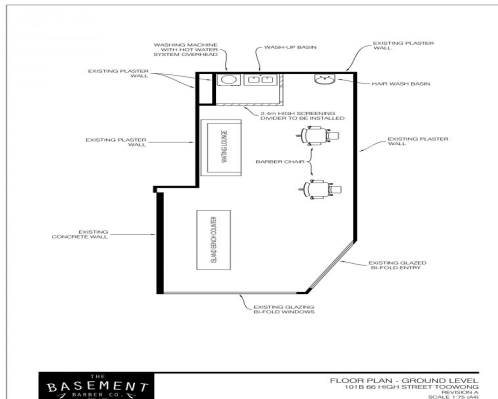 WASHING MACHINE
WITH HOT WATER
SYSTEM OVERHEAD
WASH-UP BASIN
EXISTING PLASTER
WALL
EXISTING PLASTER
WALL
HAIR WASH BASIN
2.4m HIGH SCREENING
DIVIDER TO BE INSTALLED
EXISTING PLASTER
WALL
WAITING LOUNGE
EXISTING PLASTER
WALL
BARBER CHAIR
ISLAND BENCH COUNTER
EXISTING
CONCRETE WALL
EXISTING GLAZED
BI-FOLD ENTRY
EXISTING GLAZING
BI-FOLD WINDOWS
THE
BASEMENT
BARBER CO.
FLOOR PLAN - GROUND LEVEL
101B 66 HIGH STREET TOOWONG
REVISION A
SCALE 1:75 (A4)